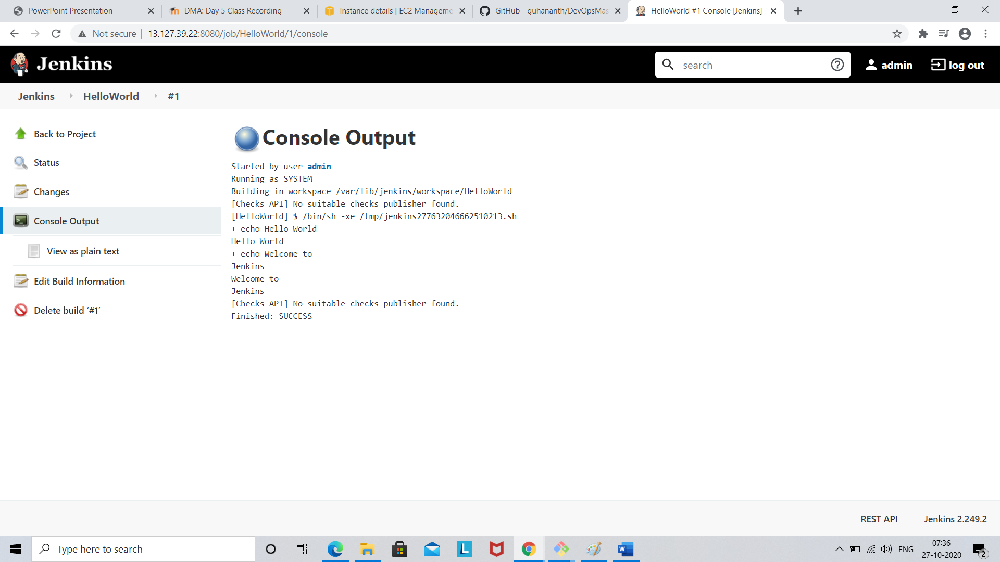 PowerPoint Presentation
DMA: Day 5 Class Recording
Instance details | EC2 Manageme
GitHub - guhananth/DevOpsMas
HelloWorld #1 Console [Jenkins]
Not secure | 13.127.39.22:8080/job/HelloWorld/1/console
Jenkins
search
admin
log out
Jenkins
HelloWorld
#1
Back to Project
Status
Changes
Console Output
View as plain text
Edit Build Information
Delete build ‘#1’
Console Output
Started by user admin
Running as SYSTEM
Building in workspace /var/lib/jenkins/workspace/HelloWorld
[Checks API] No suitable checks publisher found.
[HelloWorld] $ /bin/sh -xe /tmp/jenkins277632046662510213.sh
+ echo Hello World
Hello World
+ echo Welcome to
Jenkins
Welcome to
Jenkins
[Checks API] No suitable checks publisher found.
Finished: SUCCESS
REST API
Jenkins 2.249.2
Type here to search
L
W
ENG
07:36
27-10-2020
2